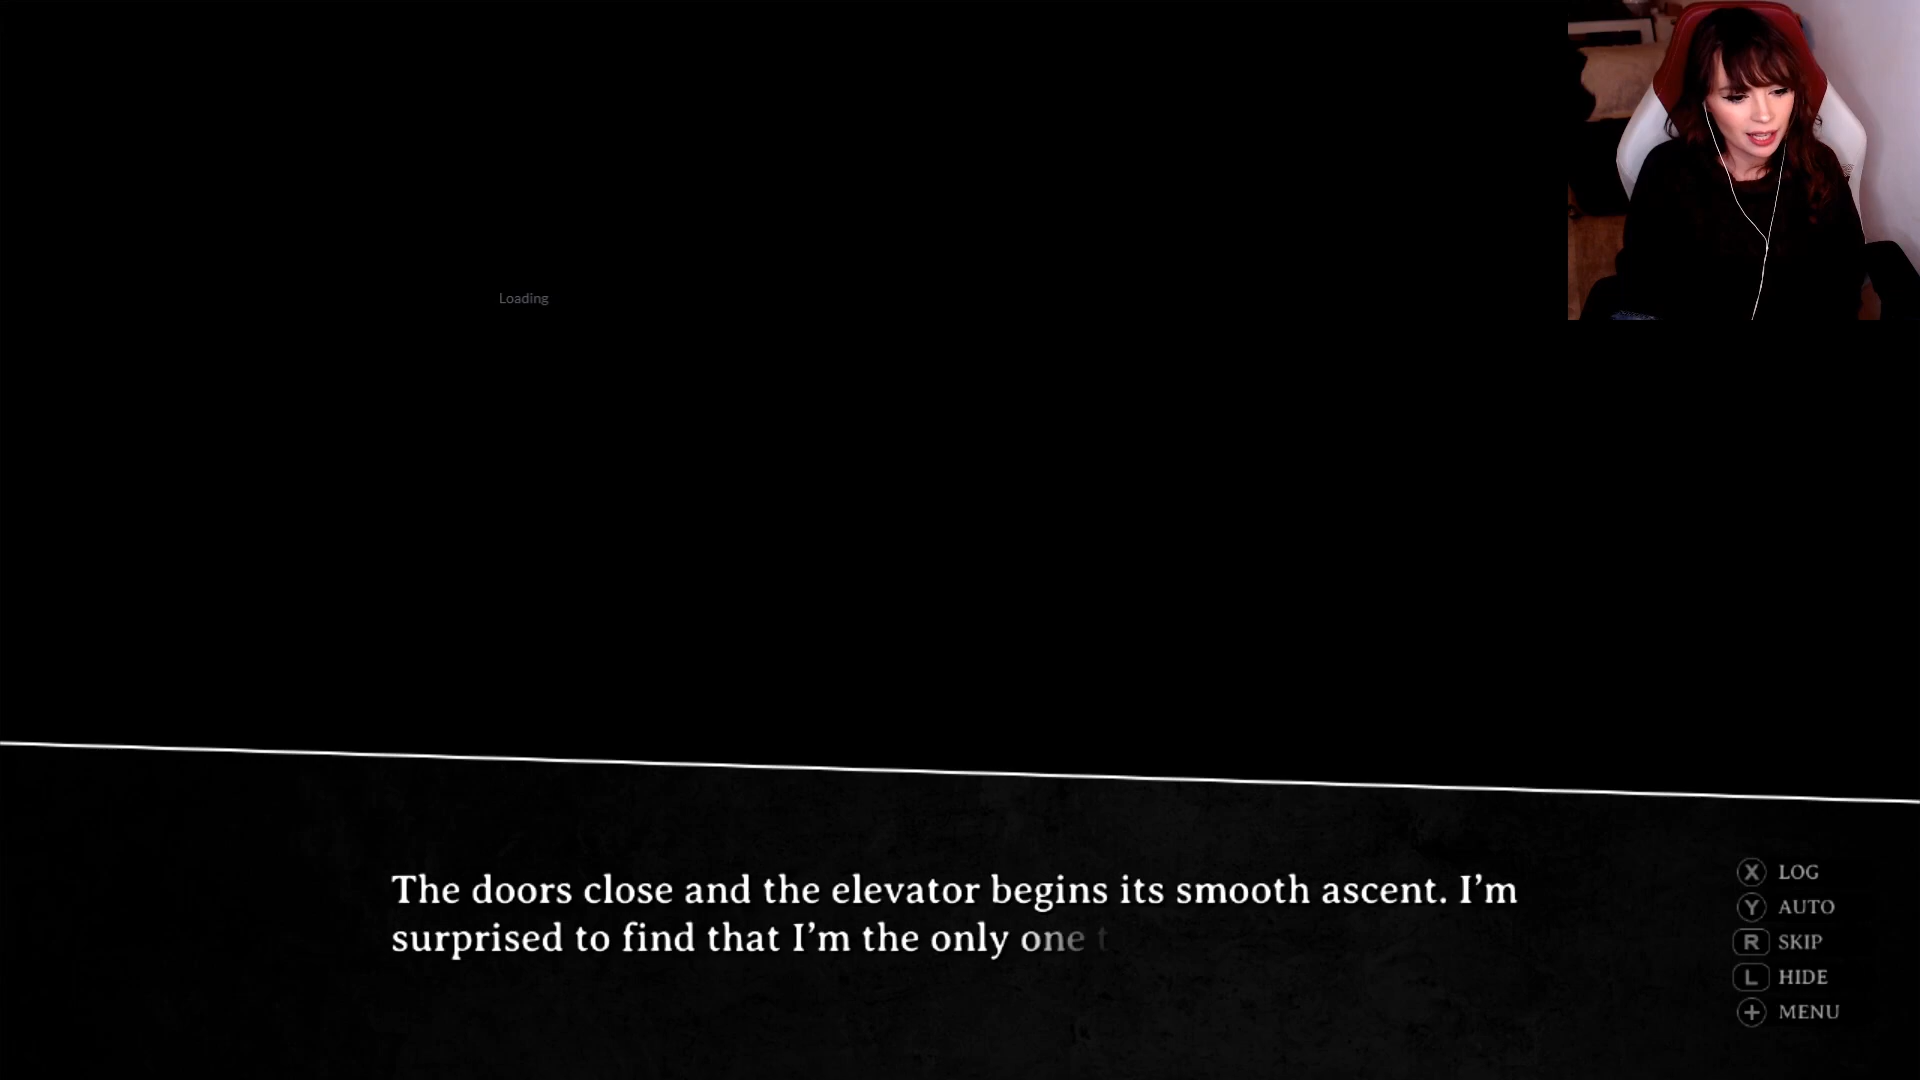 Loading
The doors close and the elevator begins its smooth ascent. I’m
surprised to find that I’m the only one t
X LOG
Y AUTO
R SKIP
L HIDE
+ MENU